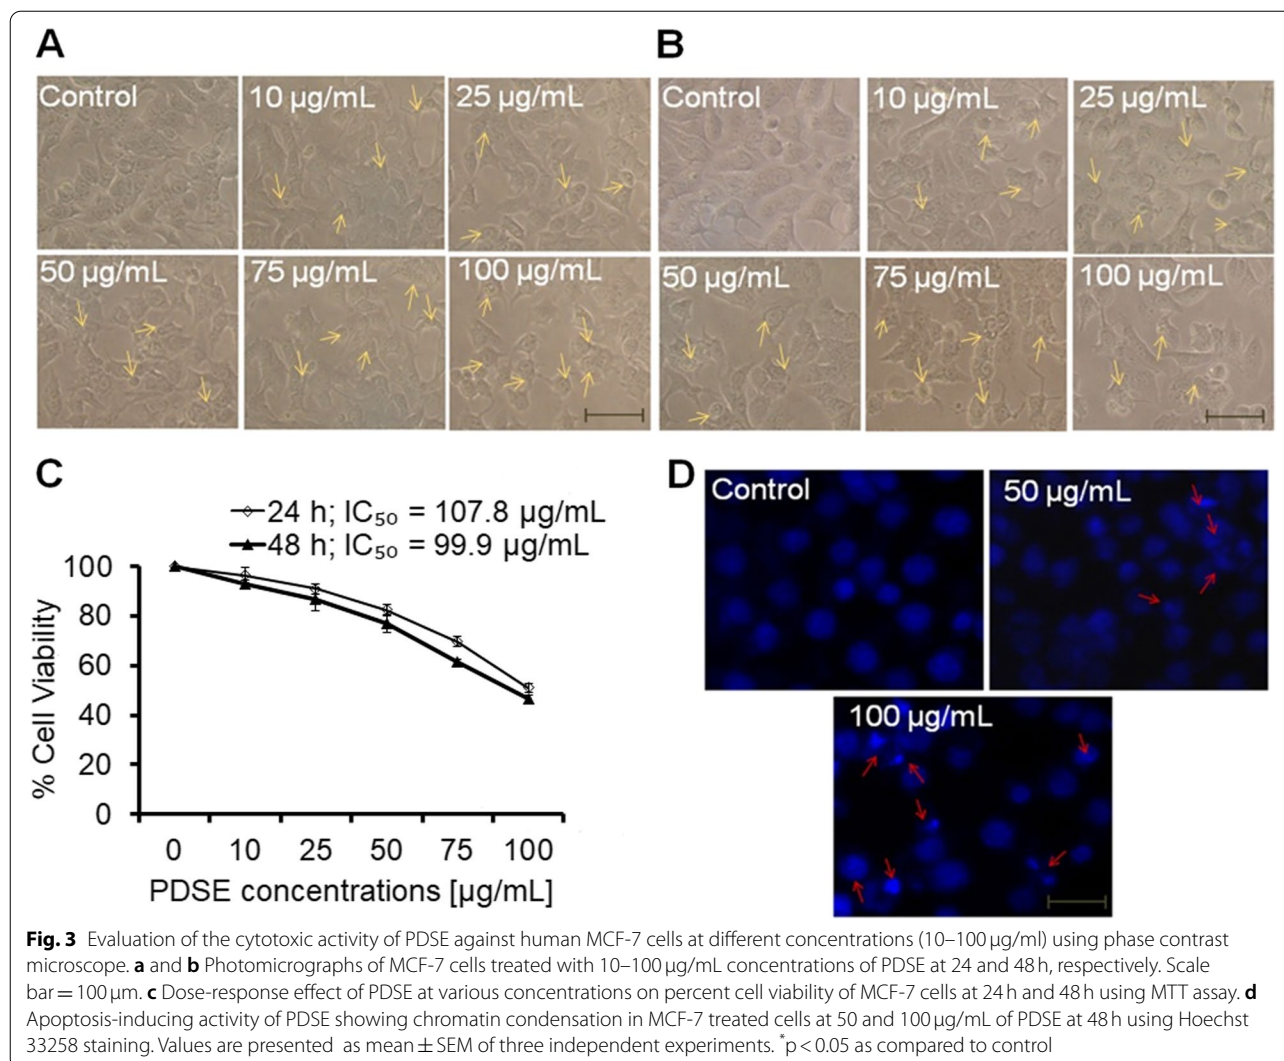 A
B
Control
10 µg/mL
25 µg/mL
Control
10 µg/mL
25 µg/mL
50 µg/mL
75 µg/mL
100 µg/mL
50 µg/mL
75 µg/mL
100 µg/mL
C
24 h; IC₅₀ = 107.8 µg/mL
48 h; IC₅₀ = 99.9 µg/mL
100
80
60
40
20
0
% Cell Viability
0 10 25 50 75 100
PDSE concentrations [µg/mL]
D
Control
50 µg/mL
100 µg/mL
Fig. 3 Evaluation of the cytotoxic activity of PDSE against human MCF-7 cells at different concentrations (10–100 µg/ml) using phase contrast
microscope. a and b Photomicrographs of MCF-7 cells treated with 10–100 µg/mL concentrations of PDSE at 24 and 48 h, respectively. Scale
bar = 100 µm. c Dose-response effect of PDSE at various concentrations on percent cell viability of MCF-7 cells at 24 h and 48 h using MTT assay. d
Apoptosis-inducing activity of PDSE showing chromatin condensation in MCF-7 treated cells at 50 and 100 µg/mL of PDSE at 48 h using Hoechst
33258 staining. Values are presented as mean ± SEM of three independent experiments. *p < 0.05 as compared to control